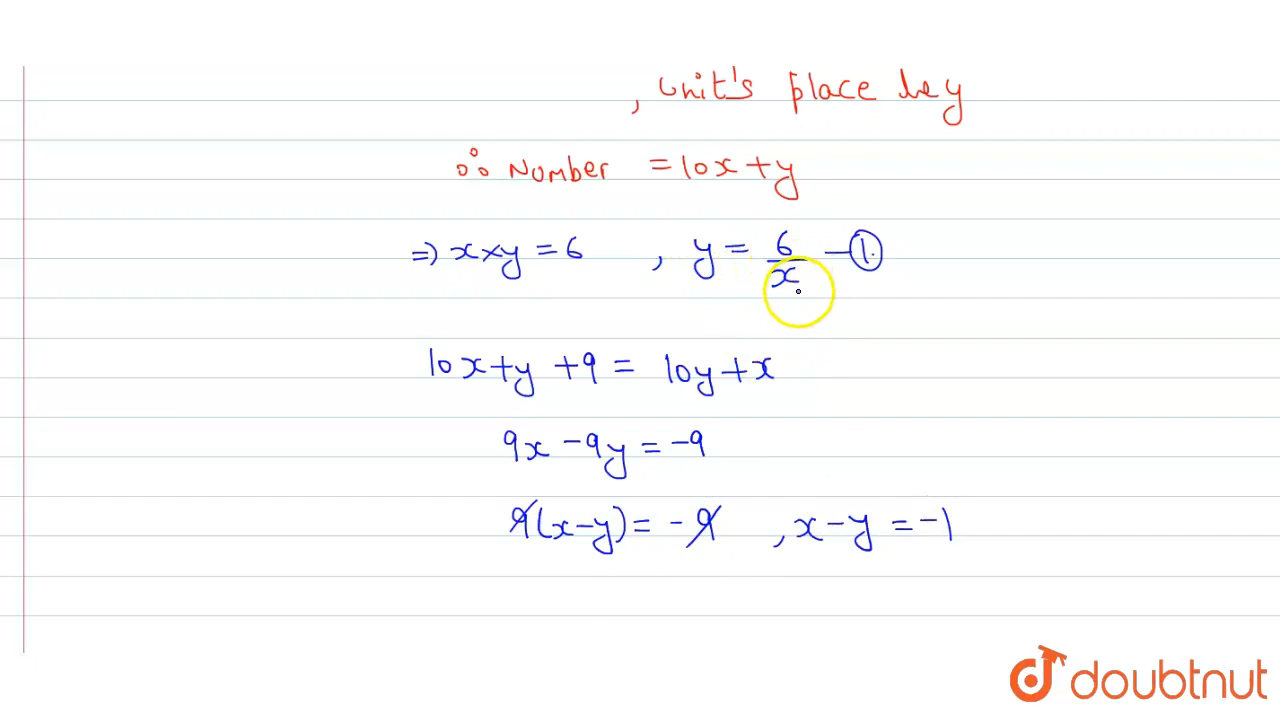 , Unit's place be y
∴ Number = 10x + y
⇒ x × y = 6 , y = 6/x — ①
10x + y + 9 = 10y + x
9x - 9y = -9
9(x - y) = -9 , x - y = -1
doubtnut